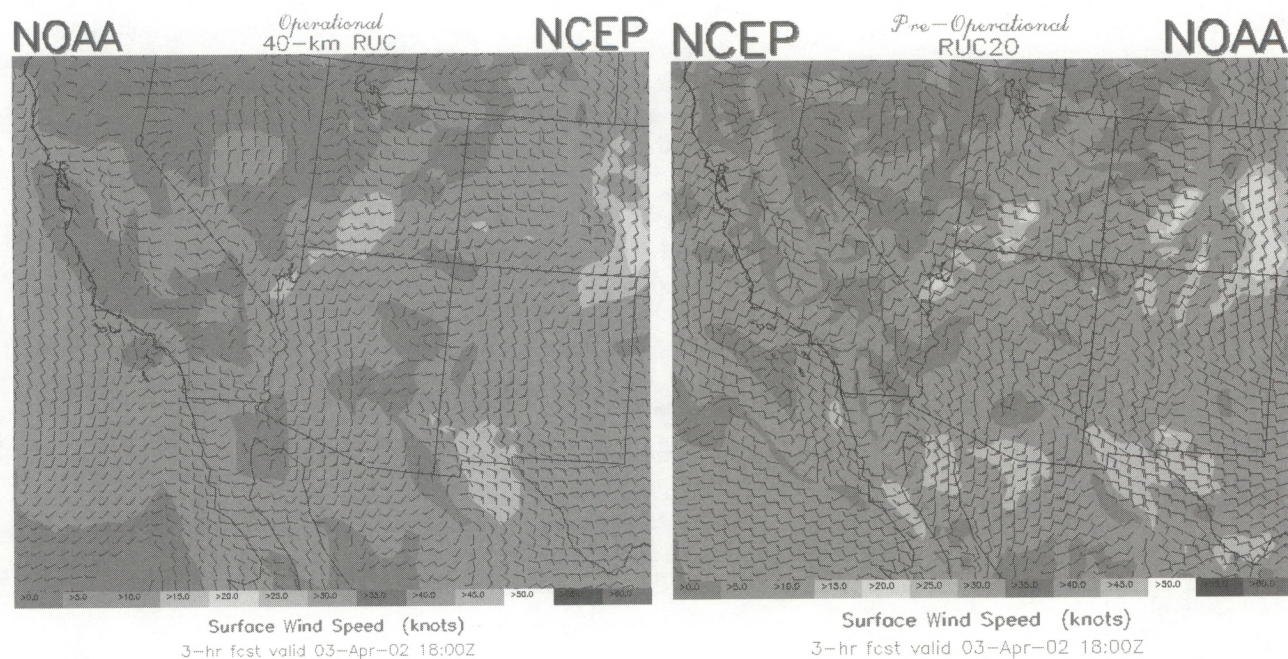 NOAA
Operational
40-km RUC
NCEP
>0.0 >5.0 >15.0 >20.0 >25.0 >30.0 >35.0 >40.0 >45.0 >50.0 >60.0
Surface Wind Speed (knots)
3-hr fcst valid 03-Apr-02 18:00Z
NCEP
Pre-Operational
RUC20
NOAA
>0.0 >5.0 >15.0 >20.0 >25.0 >30.0 >35.0 >40.0 >45.0 >50.0 >60.0
Surface Wind Speed (knots)
3-hr fcst valid 03-Apr-02 18:00Z